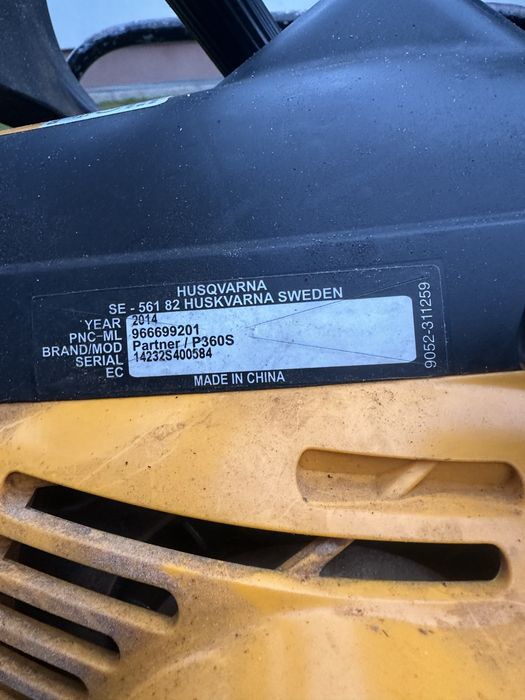 HUSQVARNA
SE - 561 82 HUSKVARNA SWEDEN
YEAR 2014
PNC-ML 966699201
BRAND/MOD Partner / P360S
SERIAL 14232S400584
EC
MADE IN CHINA
9052-311259